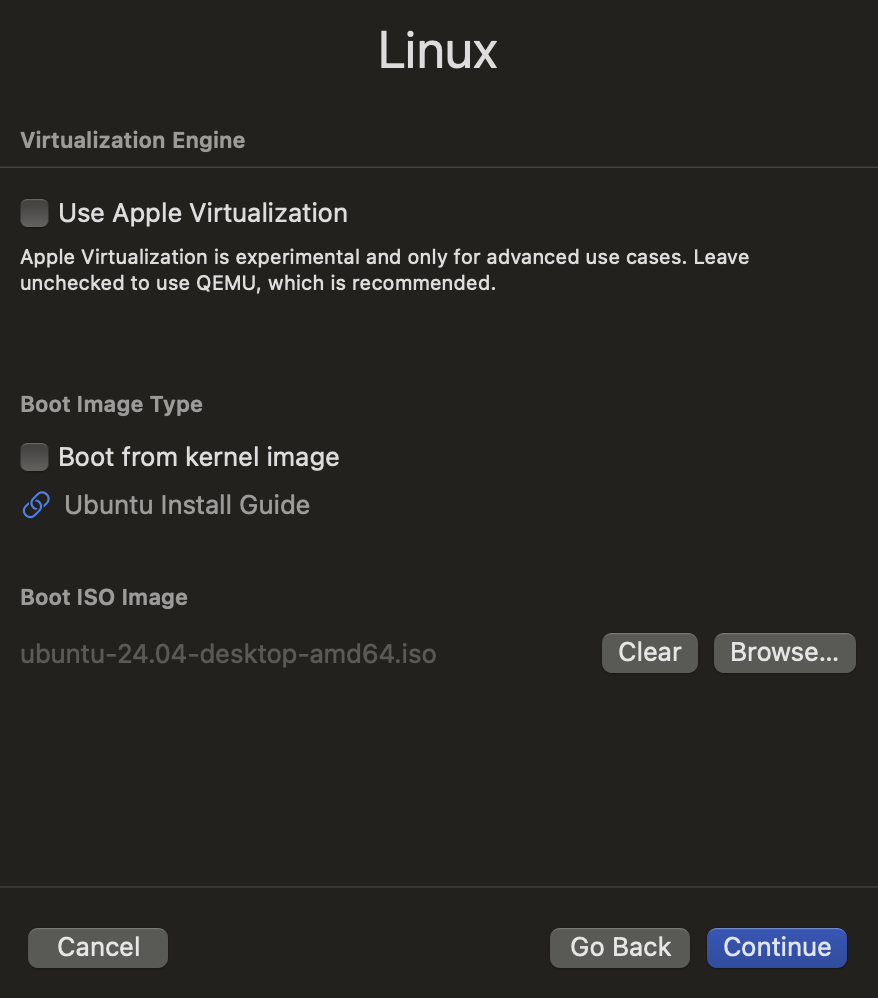 Linux
Virtualization Engine
Use Apple Virtualization
Apple Virtualization is experimental and only for advanced use cases. Leave
unchecked to use QEMU, which is recommended.
Boot Image Type
Boot from kernel image
Ubuntu Install Guide
Boot ISO Image
ubuntu-24.04-desktop-amd64.iso
Clear
Browse...
Cancel
Go Back
Continue